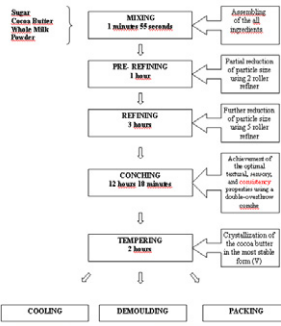 Sugar
Cocoa Butter
Whole Milk
Powder
MIXING
1 minutes 55 seconds
Assembling
of the all
ingredients
PRE- REFINING
1 hour
Partial reduction
of particle size
using 2 roller
refiner
REFINING
3 hours
Further reduction
of particle size
using 5 roller
refiner
CONCHING
12 hours 18 minutes
Achievement of
the optimal
textural, sensory,
and consistency
properties using a
double-overthrow
conche
TEMPERING
2 hours
Crystallization of
the cocoa butter
in the most stable
form (V)
COOLING
DEMOULDING
PACKING